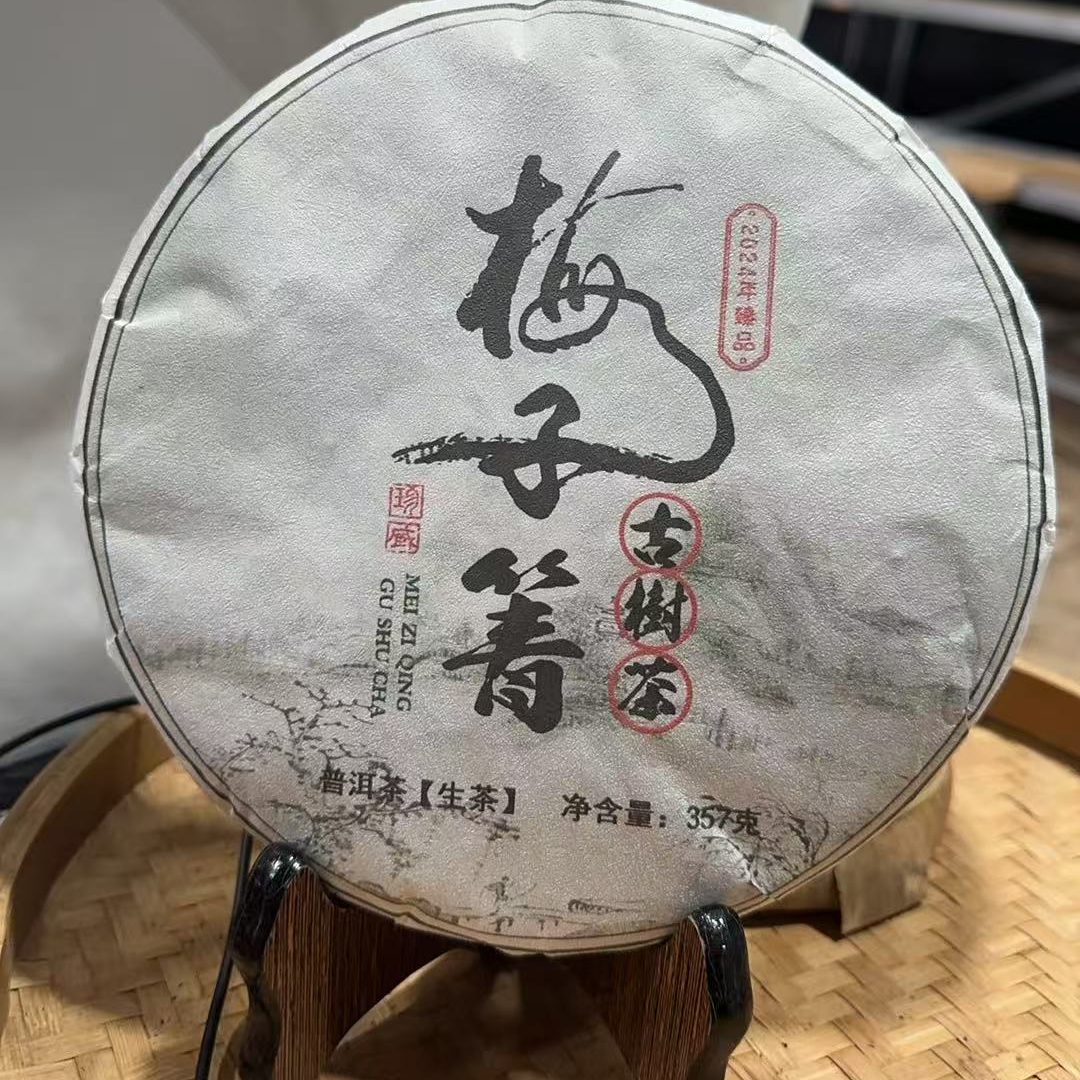 梅子箐
古樹茶
2024年臻品
珍藏
MEI ZI QING
GU SHU CHA
普洱茶【生茶】 净含量：357克